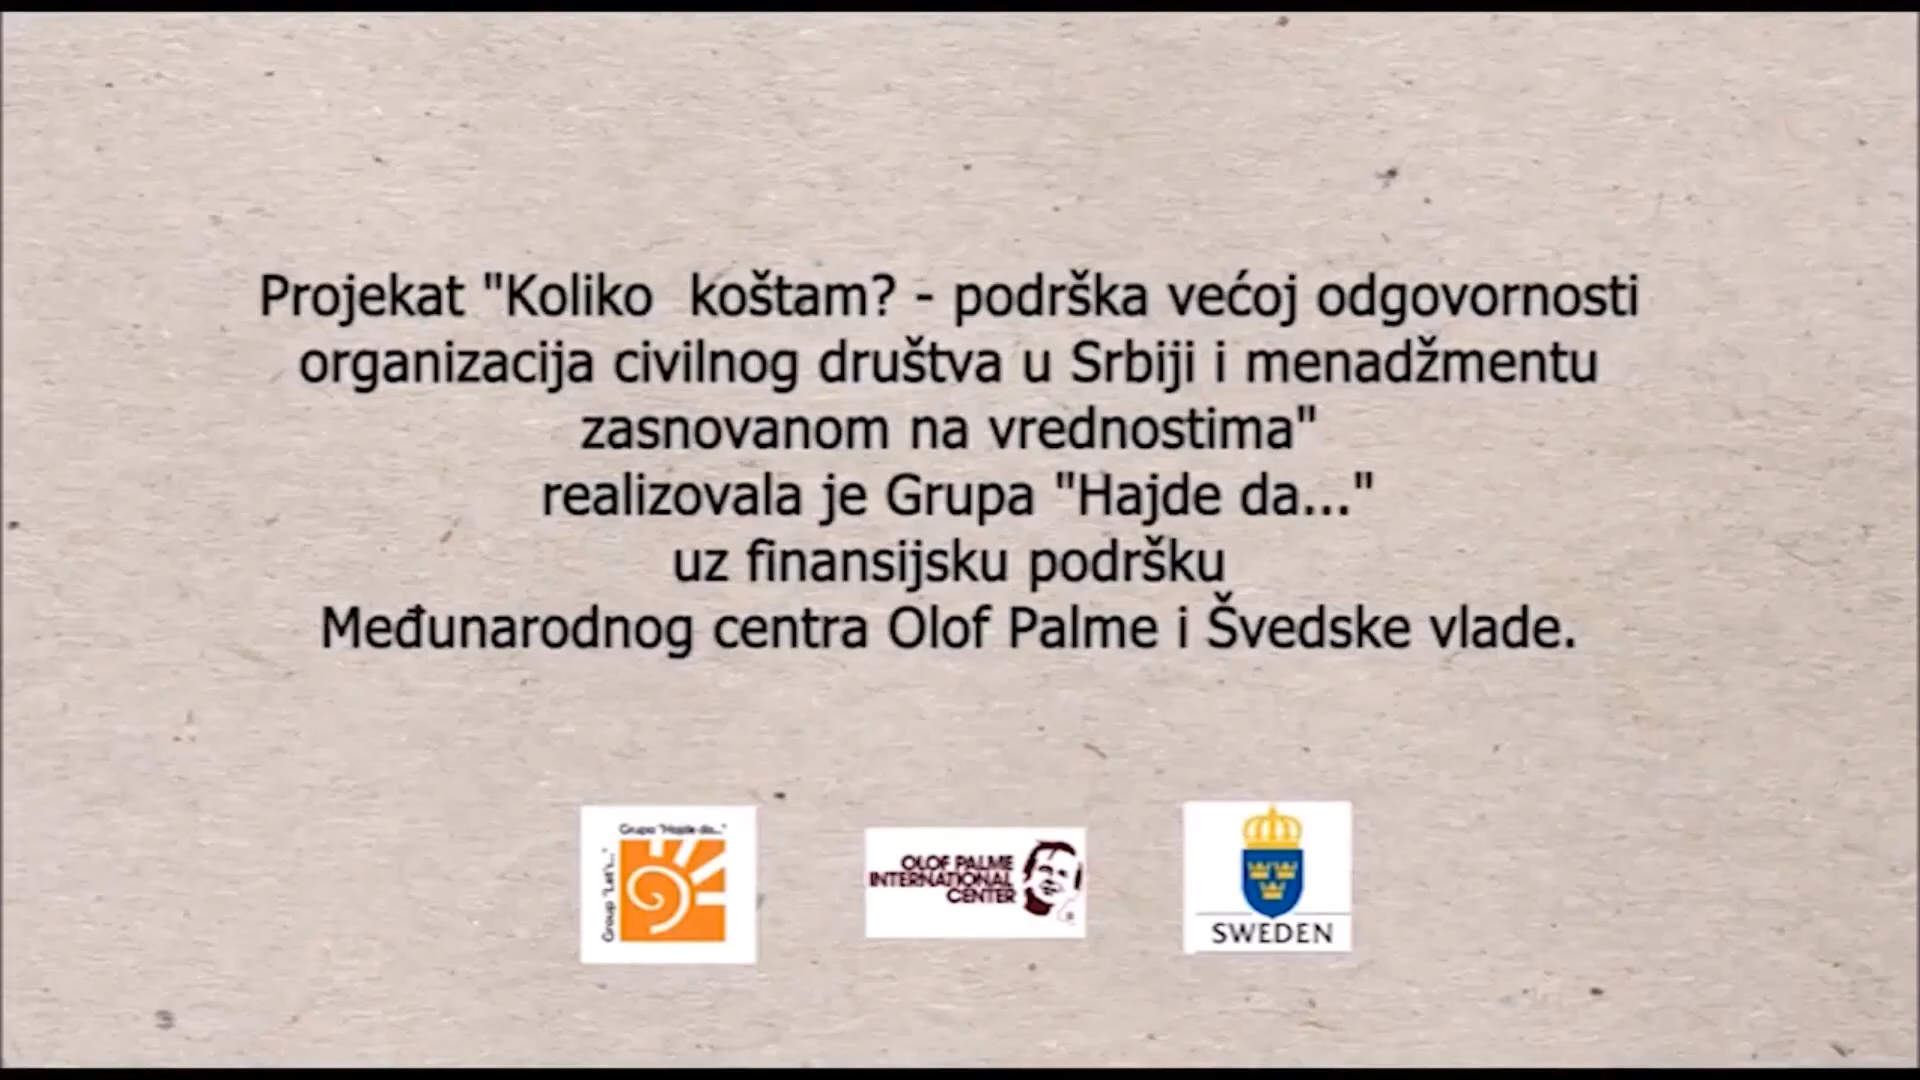 Projekat "Koliko  koštam? - podrška većoj odgovornosti
organizacija civilnog društva u Srbiji i menadžmentu
zasnovanom na vrednostima"
realizovala je Grupa "Hajde da..."
uz finansijsku podršku
Međunarodnog centra Olof Palme i Švedske vlade.
Grupa "Hajde da..."
Group "Let's..."
OLOF PALME
INTERNATIONAL
CENTER
SWEDEN